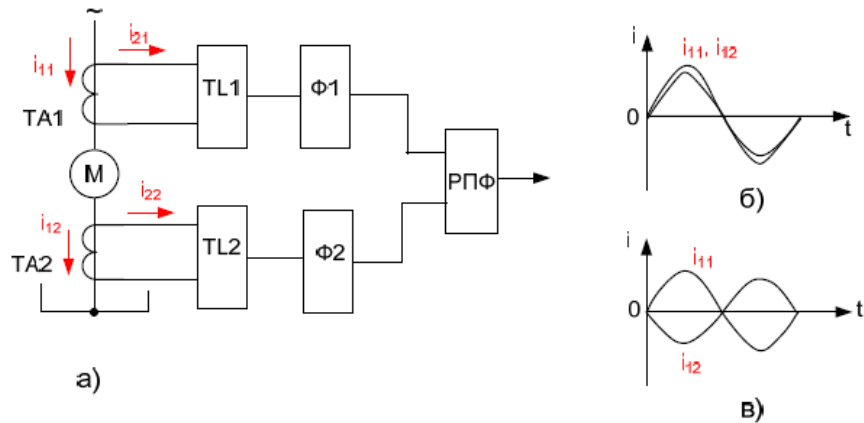 ~
i₁₁
i₂₁
TA1
TL1
Ф1
M
РПФ
i₁₂
i₂₂
TA2
TL2
Ф2
а)
i
i₁₁, i₁₂
0
t
б)
i
i₁₁
0
t
i₁₂
в)